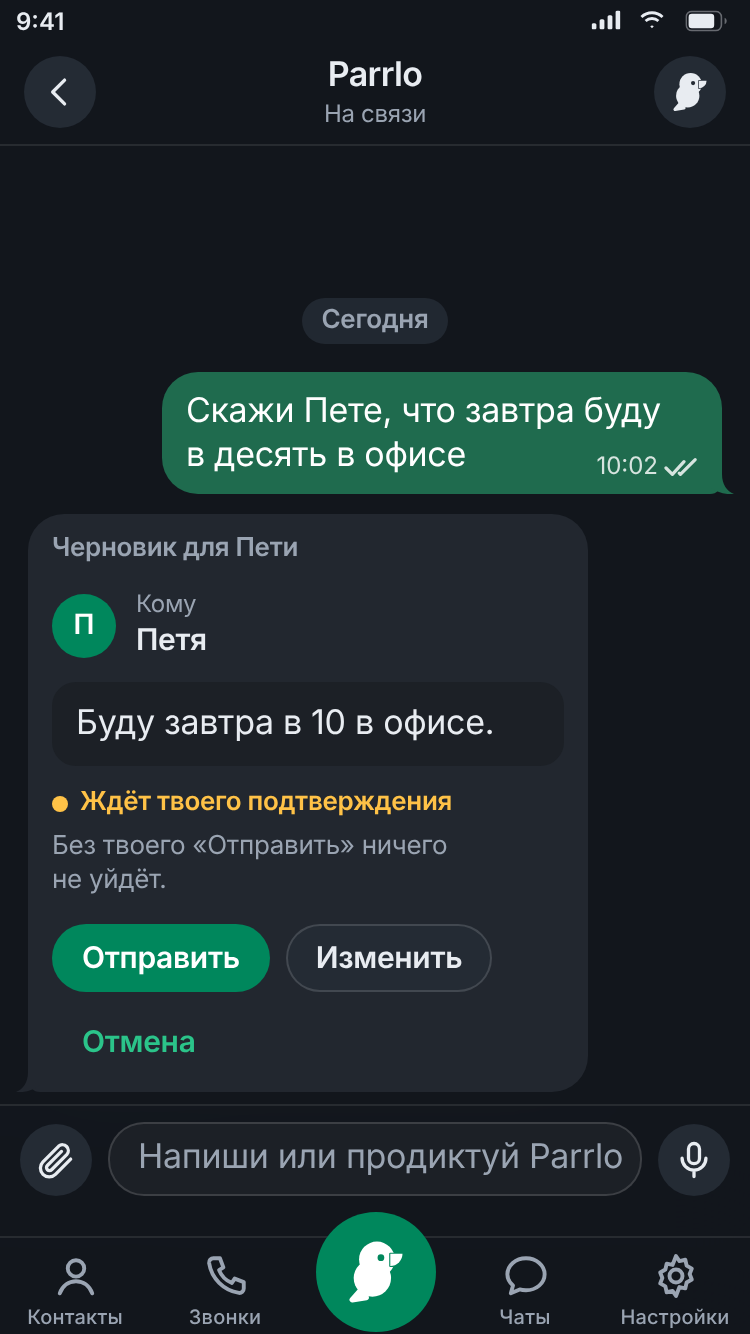 9:41
Parrlo
На связи
Сегодня
Скажи Пете, что завтра буду
в десять в офисе
10:02
Черновик для Пети
П
Кому
Петя
Буду завтра в 10 в офисе.
Ждёт твоего подтверждения
Без твоего «Отправить» ничего
не уйдёт.
Отправить
Изменить
Отмена
Напиши или продиктуй Parrlo
Контакты
Звонки
Чаты
Настройки